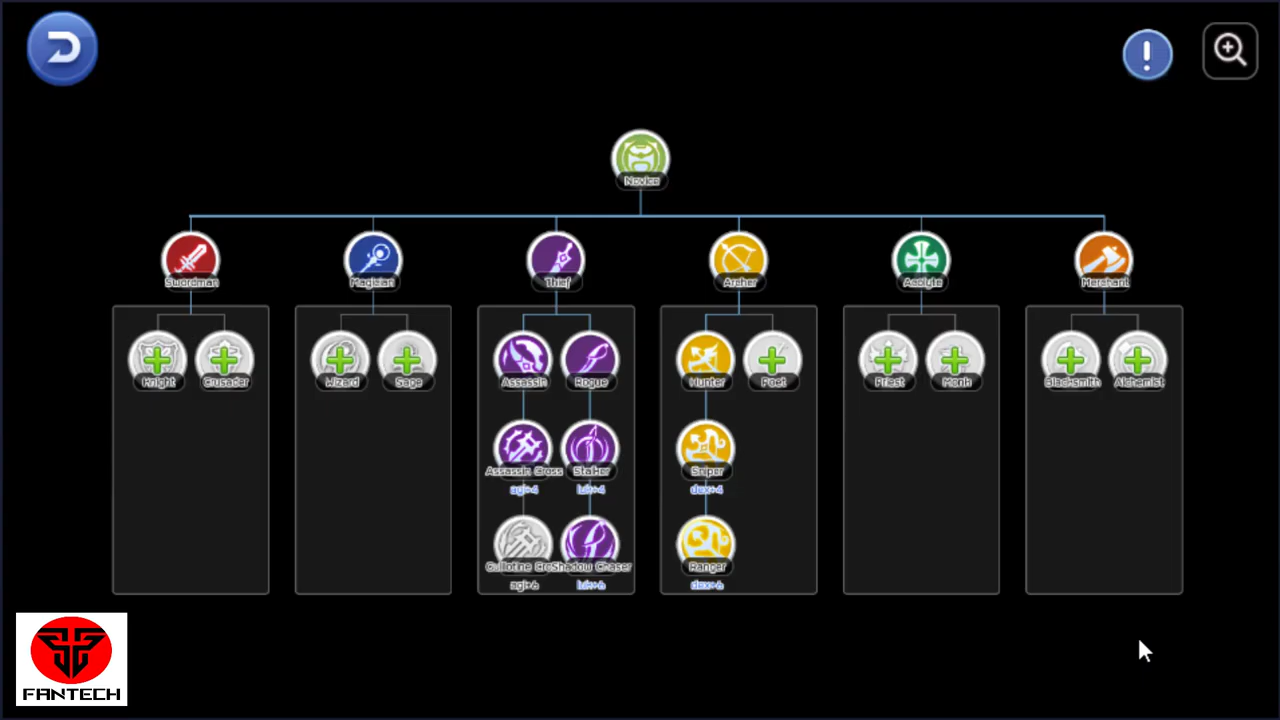 Novice
Swordman
Magician
Thief
Archer
Acolyte
Merchant
Knight
Crusader
Wizard
Sage
Assassin
Rogue
Hunter
Poet
Priest
Monk
Blacksmith
Alchemist
Assassin Cross
Stalker
Sniper
agi+4
luk+4
dex+4
Guillotine Cro
Shadow Chaser
Ranger
agi+6
luk+6
dex+6
FANTECH